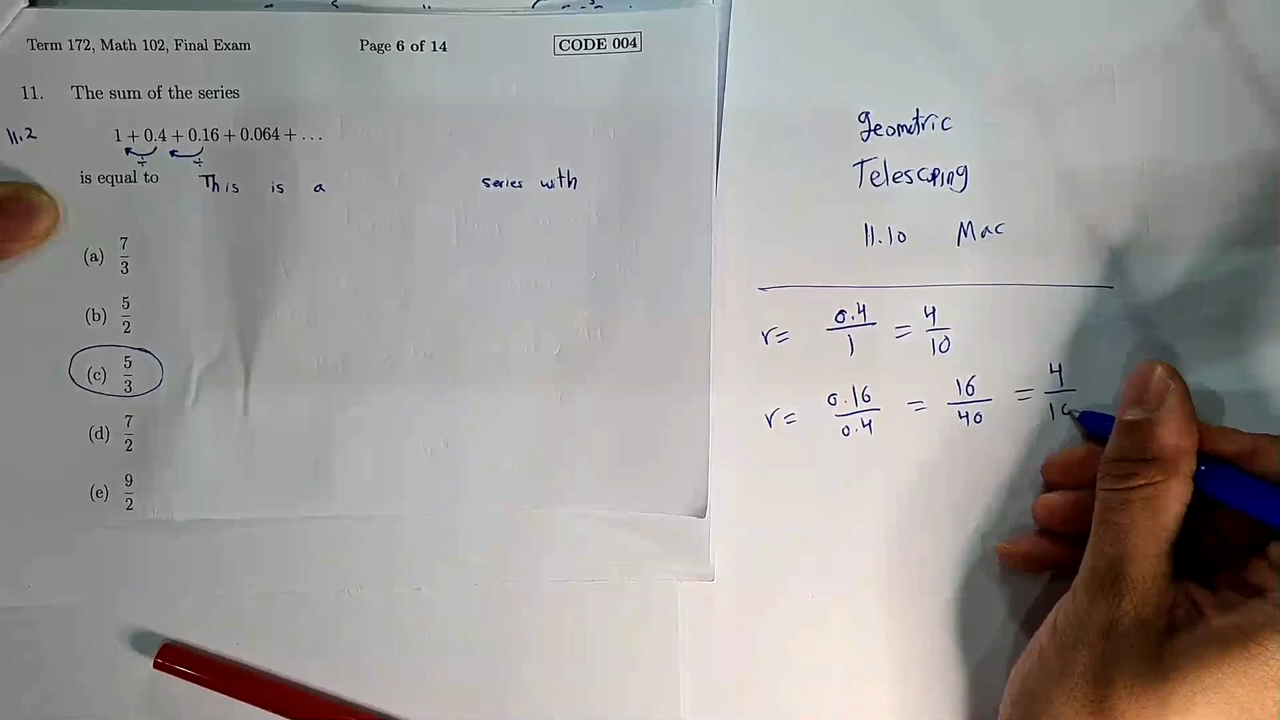 Term 172, Math 102, Final Exam Page 6 of 14 CODE 004
11. The sum of the series
11.2 1 + 0.4 + 0.16 + 0.064 + ...
÷ ÷
is equal to This is a series with
(a) 7/3
(b) 5/2
(c) 5/3
(d) 7/2
(e) 9/2
geometric
Telescoping
11.10 Mac
r = 0.4/1 = 4/10
r = 0.16/0.4 = 16/40 = 4/10